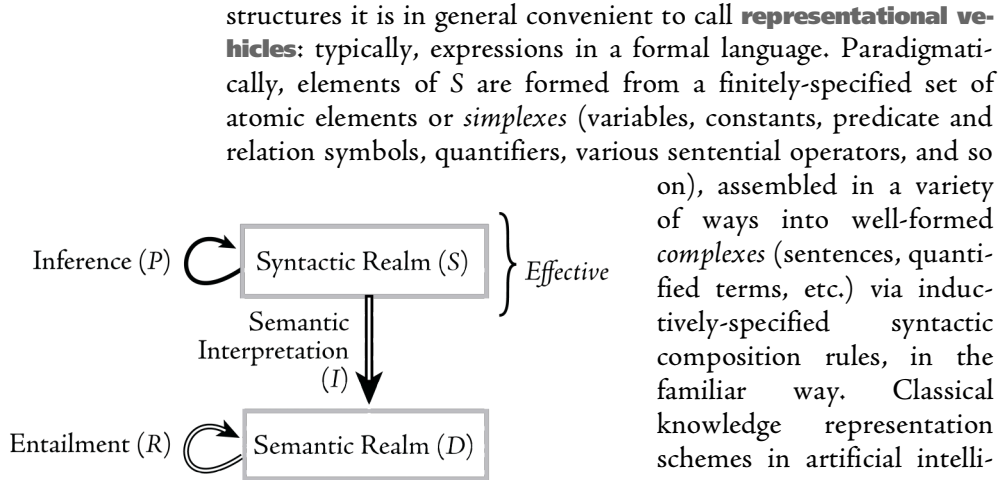 structures it is in general convenient to call representational ve-
hicles: typically, expressions in a formal language. Paradigmati-
cally, elements of S are formed from a finitely-specified set of
atomic elements or simplexes (variables, constants, predicate and
relation symbols, quantifiers, various sentential operators, and so
on), assembled in a variety
of ways into well-formed
complexes (sentences, quanti-
fied terms, etc.) via induc-
tively-specified syntactic
composition rules, in the
familiar way. Classical
knowledge representation
schemes in artificial intelli-
Inference (P)
Syntactic Realm (S)
Effective
Semantic
Interpretation
(I)
Entailment (R)
Semantic Realm (D)